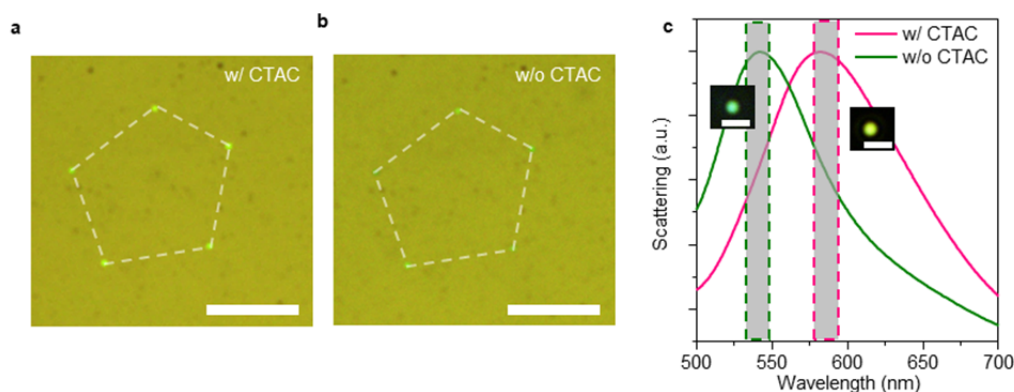 a
w/ CTAC
b
w/o CTAC
c
w/ CTAC
w/o CTAC
Scattering (a.u.)
500 550 600 650 700
Wavelength (nm)